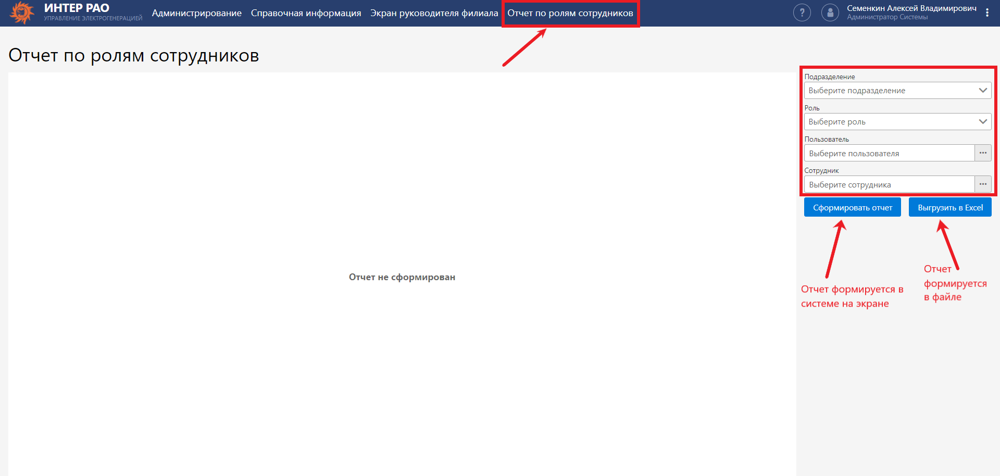 ИНТЕР РАО
УПРАВЛЕНИЕ ЭЛЕКТРОГЕНЕРАЦИЕЙ
Администрирование
Справочная информация
Экран руководителя филиала
Отчет по ролям сотрудников
?
Семенкин Алексей Владимирович
Администратор Системы
Отчет по ролям сотрудников
Подразделение
Выберите подразделение
Роль
Выберите роль
Пользователь
Выберите пользователя
...
Сотрудник
Выберите сотрудника
...
Сформировать отчет
Выгрузить в Excel
Отчет не сформирован
Отчет формируется в
системе на экране
Отчет
формируется
в файле